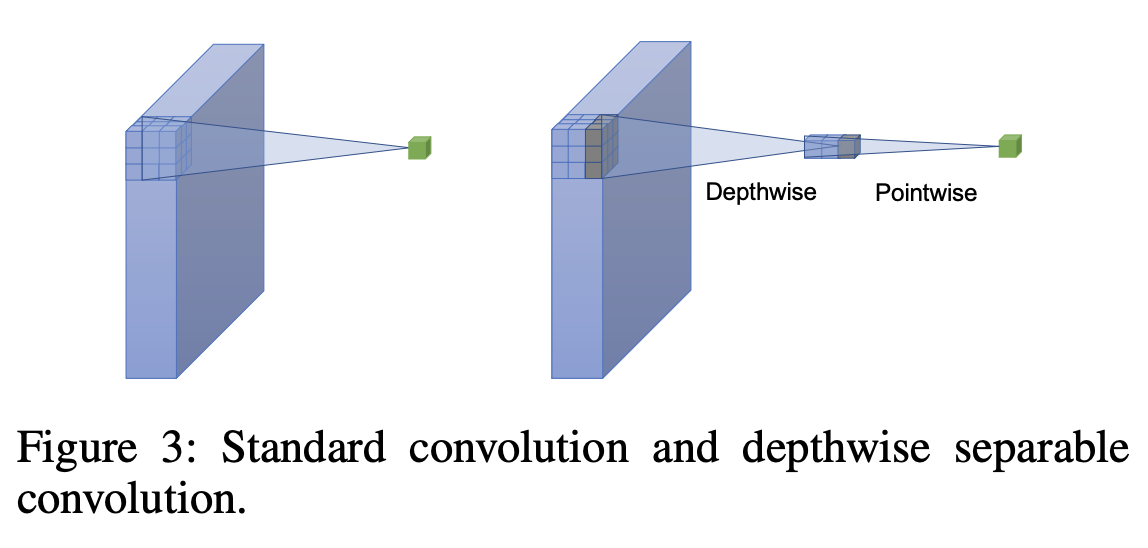 Depthwise Pointwise
Figure 3: Standard convolution and depthwise separable
convolution.